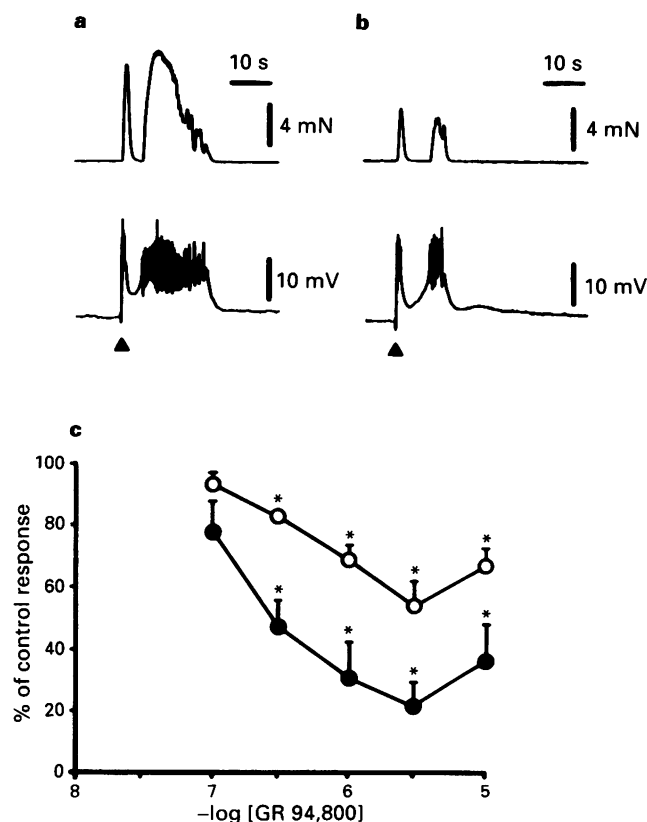 a
b
10 s
10 s
4 mN
4 mN
10 mV
10 mV
c
100
80
60
40
20
0
% of control response
* * * *
* * * *
8 7 6 5
−log [GR 94,800]